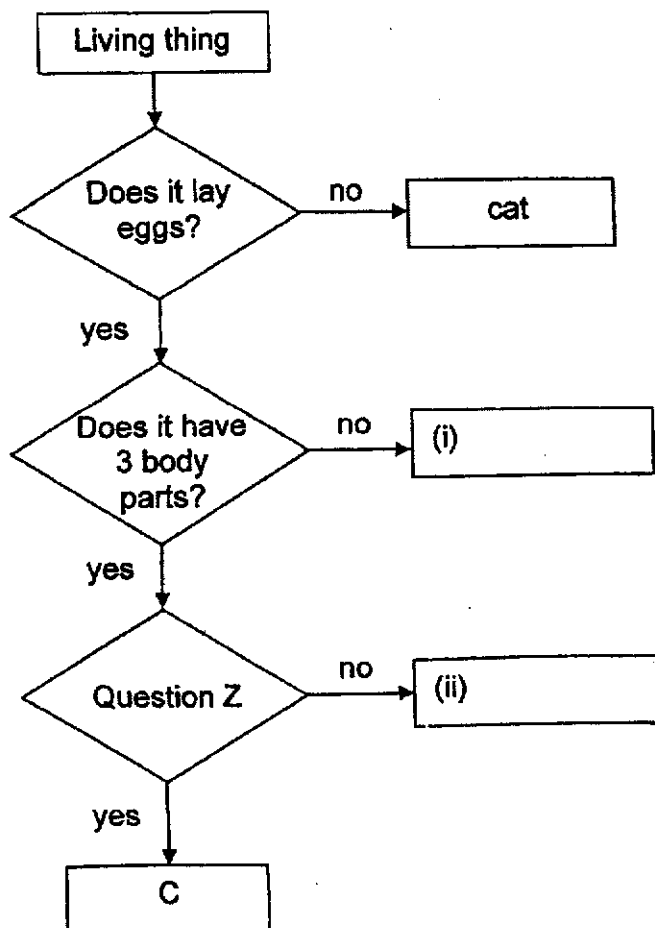 Living thing
Does it lay
eggs?
no
cat
yes
Does it have
3 body
parts?
no
(i)
yes
Question Z
no
(ii)
yes
C